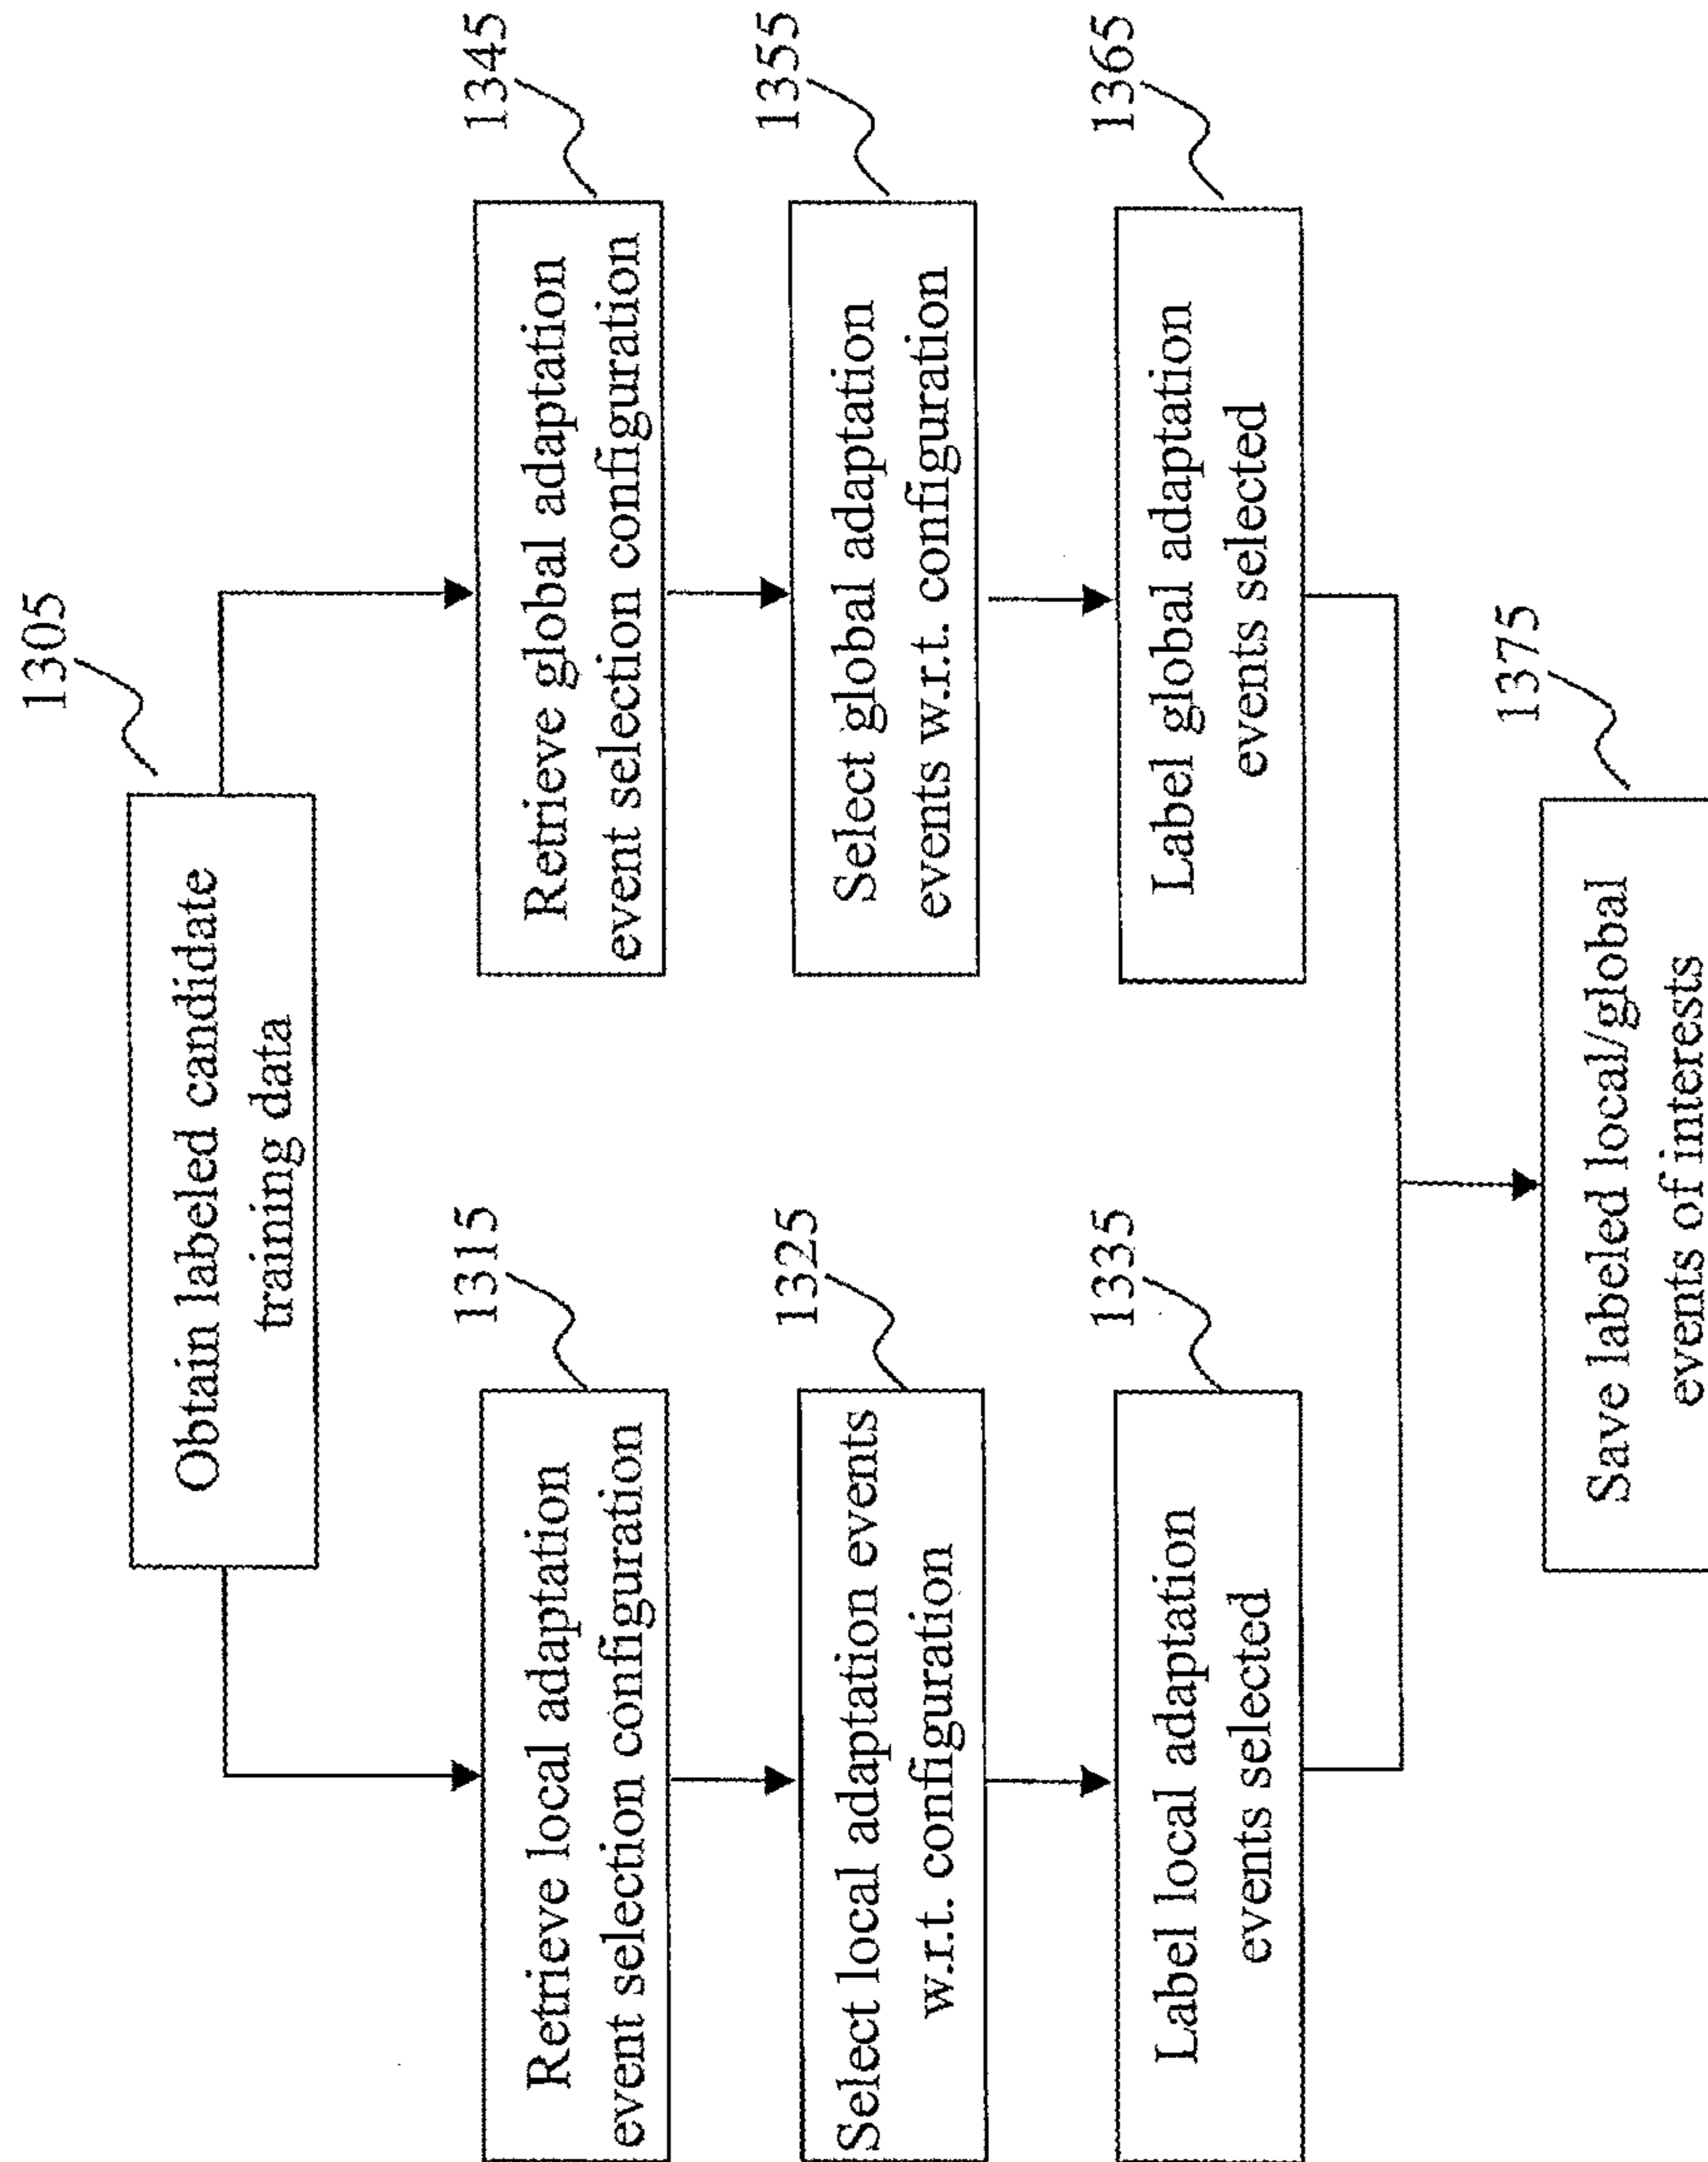 1305
Obtain labeled candidate
training data
1315
Retrieve local adaptation
event selection configuration
1325
Select local adaptation events
w.r.t. configuration
1335
Label local adaptation
events selected
1345
Retrieve global adaptation
event selection configuration
1355
Select global adaptation
events w.r.t. configuration
1365
Label global adaptation
events selected
1375
Save labeled local/global
events of interests